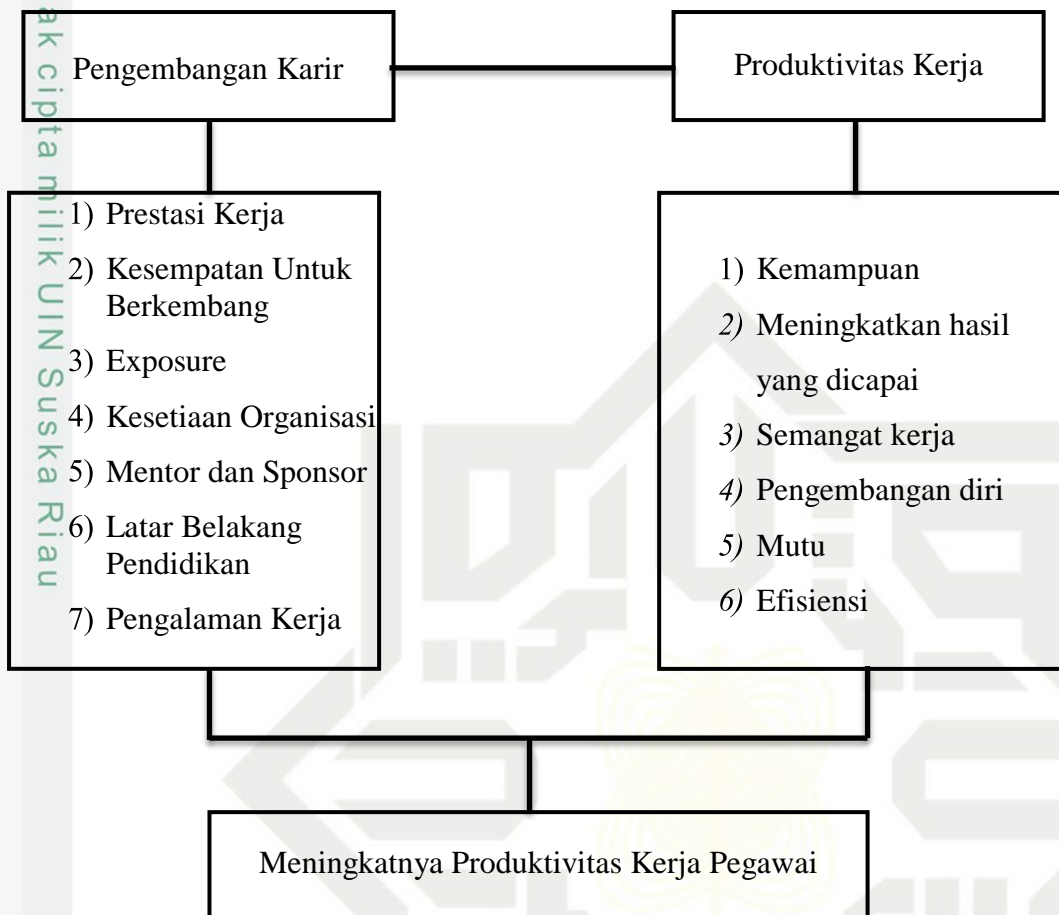 ak cipta milik UIN Suska Riau
Pengembangan Karir
Produktivitas Kerja
1) Prestasi Kerja
2) Kesempatan Untuk
Berkembang
3) Exposure
4) Kesetiaan Organisasi
5) Mentor dan Sponsor
6) Latar Belakang
Pendidikan
7) Pengalaman Kerja
1) Kemampuan
2) Meningkatkan hasil
yang dicapai
3) Semangat kerja
4) Pengembangan diri
5) Mutu
6) Efisiensi
Meningkatnya Produktivitas Kerja Pegawai